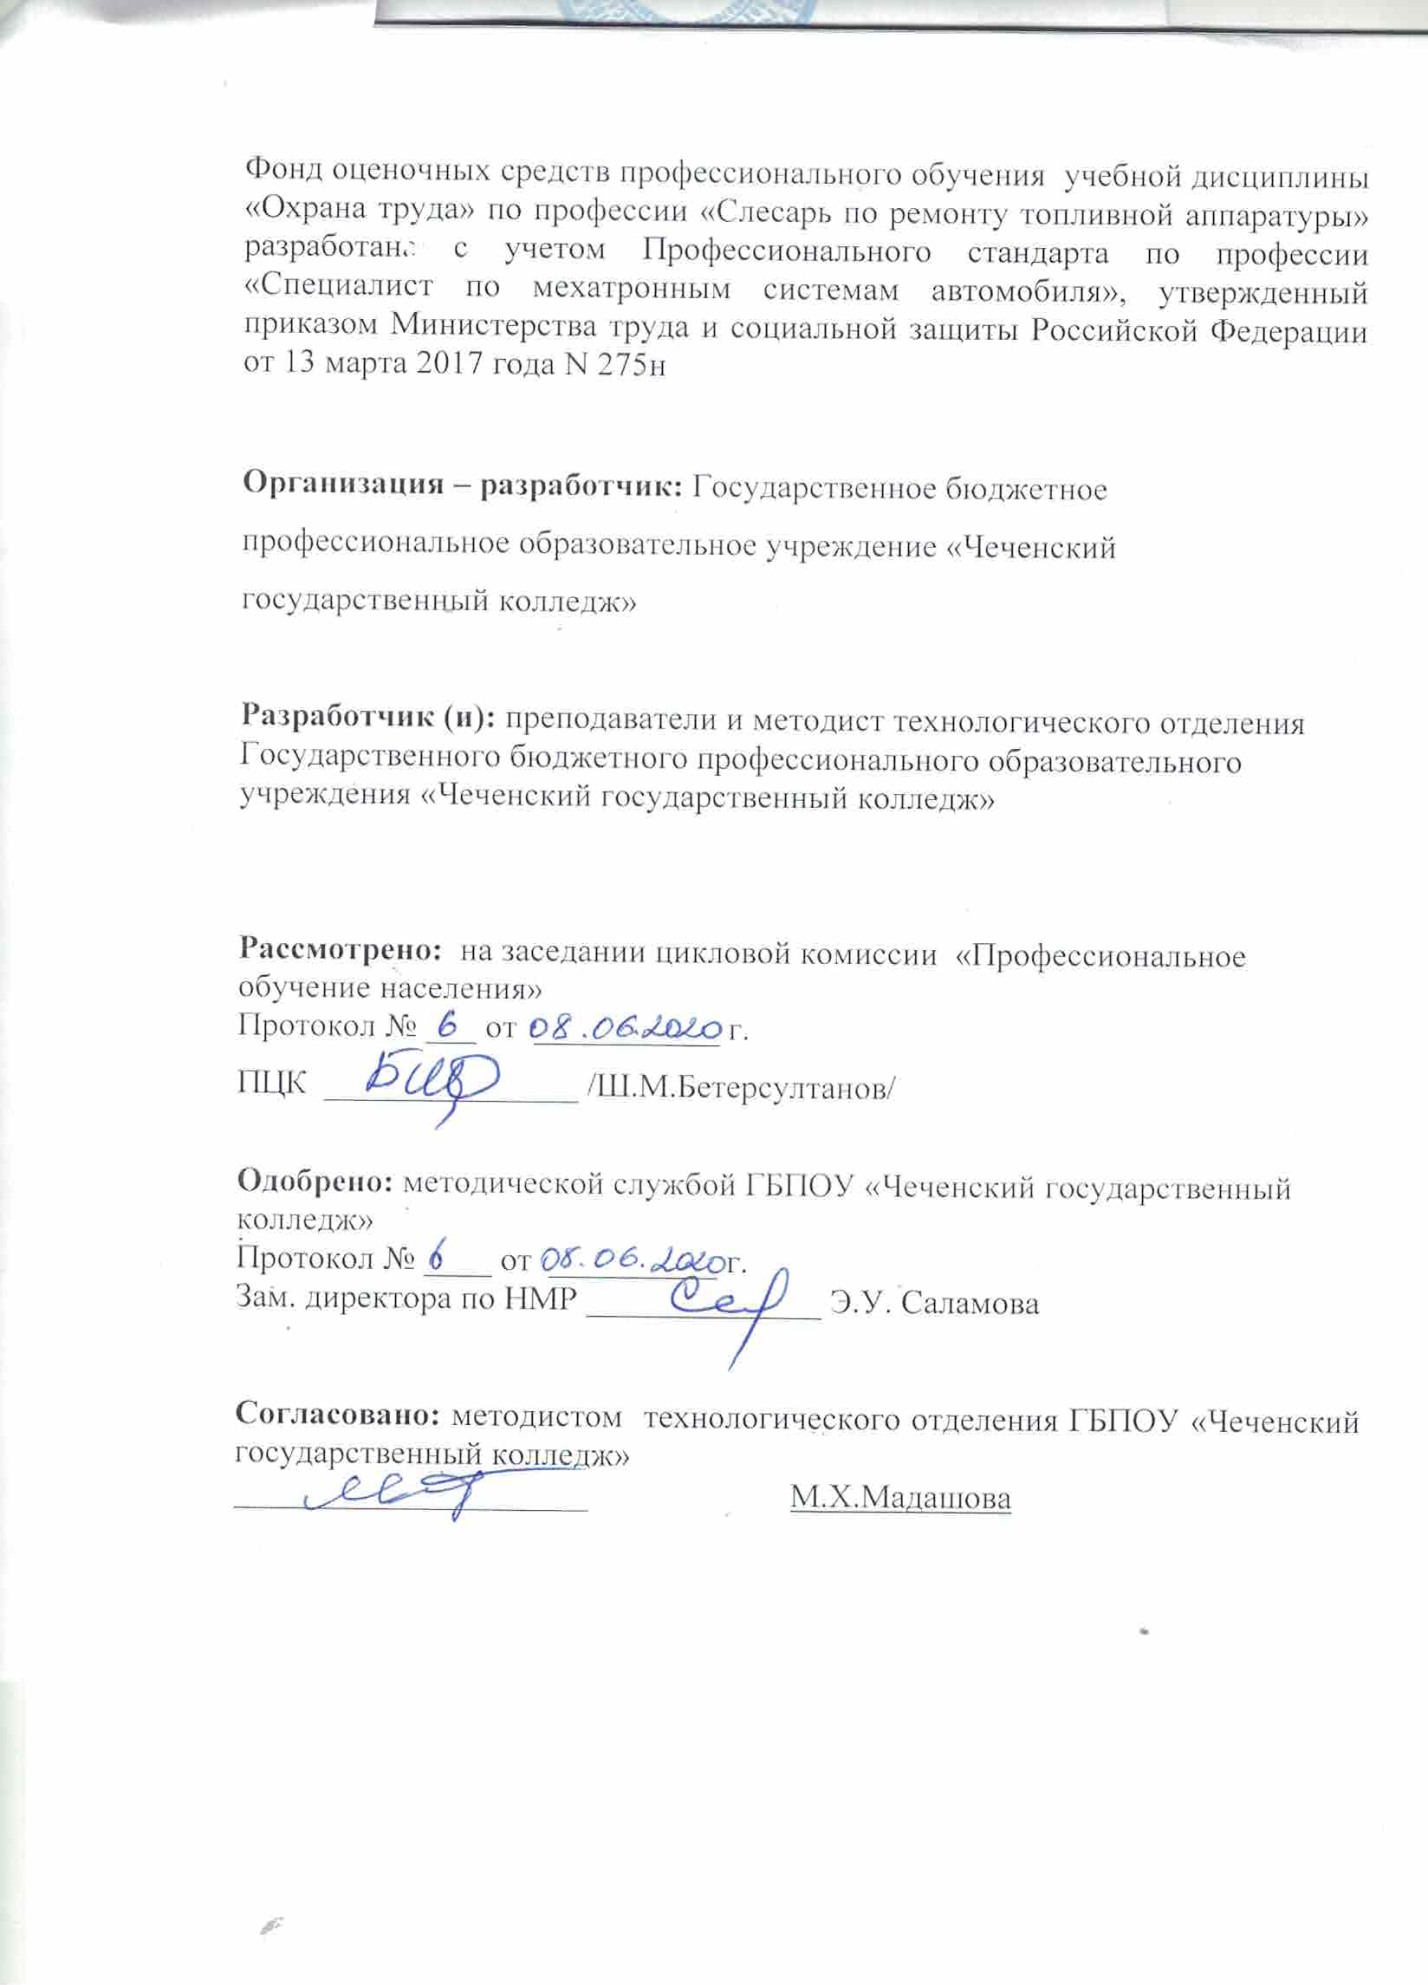 Фонд оценочных средств профессионального обучения учебной дисциплины
«Охрана труда» по профессии «Слесарь по ремонту топливной аппаратуры»
разработан с учетом Профессионального стандарта по профессии
«Специалист по мехатронным системам автомобиля», утвержденный
приказом Министерства труда и социальной защиты Российской Федерации
от 13 марта 2017 года N 275н
Организация – разработчик: Государственное бюджетное
профессиональное образовательное учреждение «Чеченский
государственный колледж»
Разработчик (и): преподаватели и методист технологического отделения
Государственного бюджетного профессионального образовательного
учреждения «Чеченский государственный колледж»
Рассмотрено: на заседании цикловой комиссии «Профессиональное
обучение населения»
Протокол № 6 от 08.06.2020 г.
ПЦК /Ш.М.Бетерсултанов/
Одобрено: методической службой ГБПОУ «Чеченский государственный
колледж»
Протокол № 6 от 08.06.2020г.
Зам. директора по НМР Э.У. Саламова
Согласовано: методистом технологического отделения ГБПОУ «Чеченский
государственный колледж»
М.Х.Мадашова